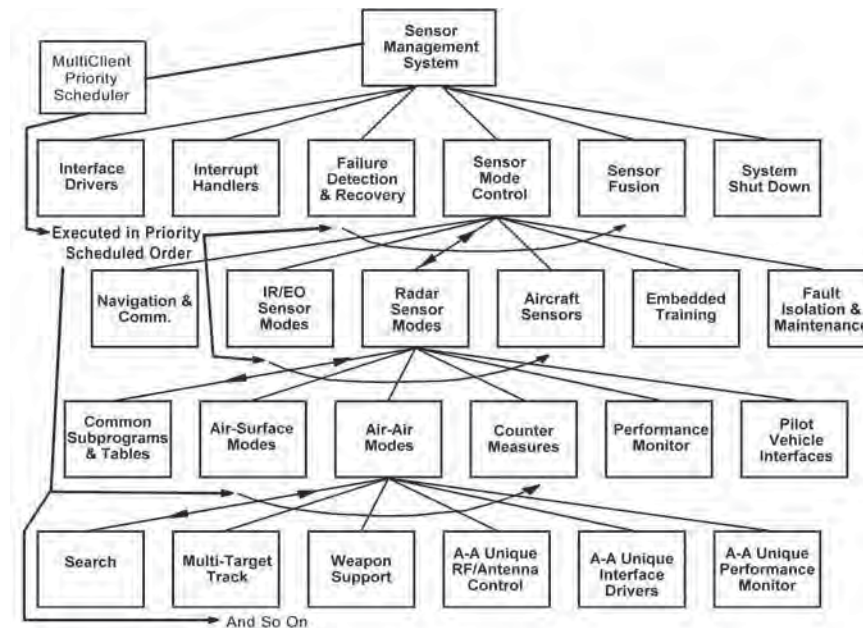 Sensor
Management
System
MultiClient
Priority
Scheduler
Interface
Drivers
Interrupt
Handlers
Failure
Detection
& Recovery
Sensor
Mode
Control
Sensor
Fusion
System
Shut Down
Executed in Priority
Scheduled Order
Navigation &
Comm.
IR/EO
Sensor
Modes
Radar
Sensor
Modes
Aircraft
Sensors
Embedded
Training
Fault
Isolation &
Maintenance
Common
Subprograms
& Tables
Air-Surface
Modes
Air-Air
Modes
Counter
Measures
Performance
Monitor
Pilot
Vehicle
Interfaces
Search
Multi-Target
Track
Weapon
Support
A-A Unique
RF/Antenna
Control
A-A Unique
Interface
Drivers
A-A Unique
Performance
Monitor
And So On